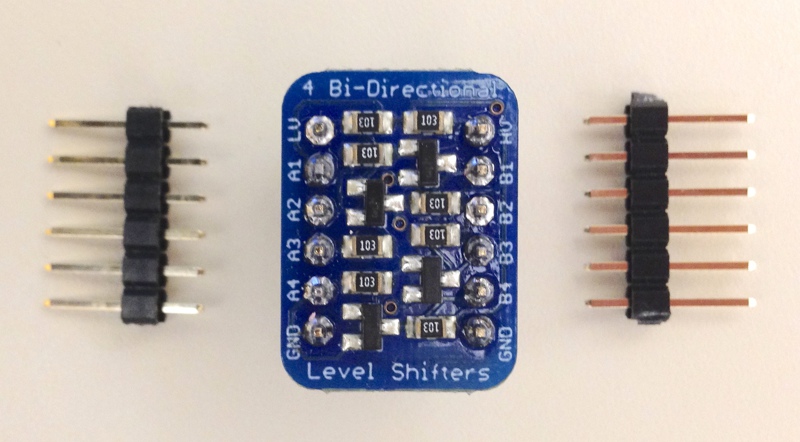 4 Bi-Directional
LV
HV
103
103
A1
B1
103
A2
B2
103
A3
B3
103
103
A4
B4
103
GND
GND
103
Level Shifters